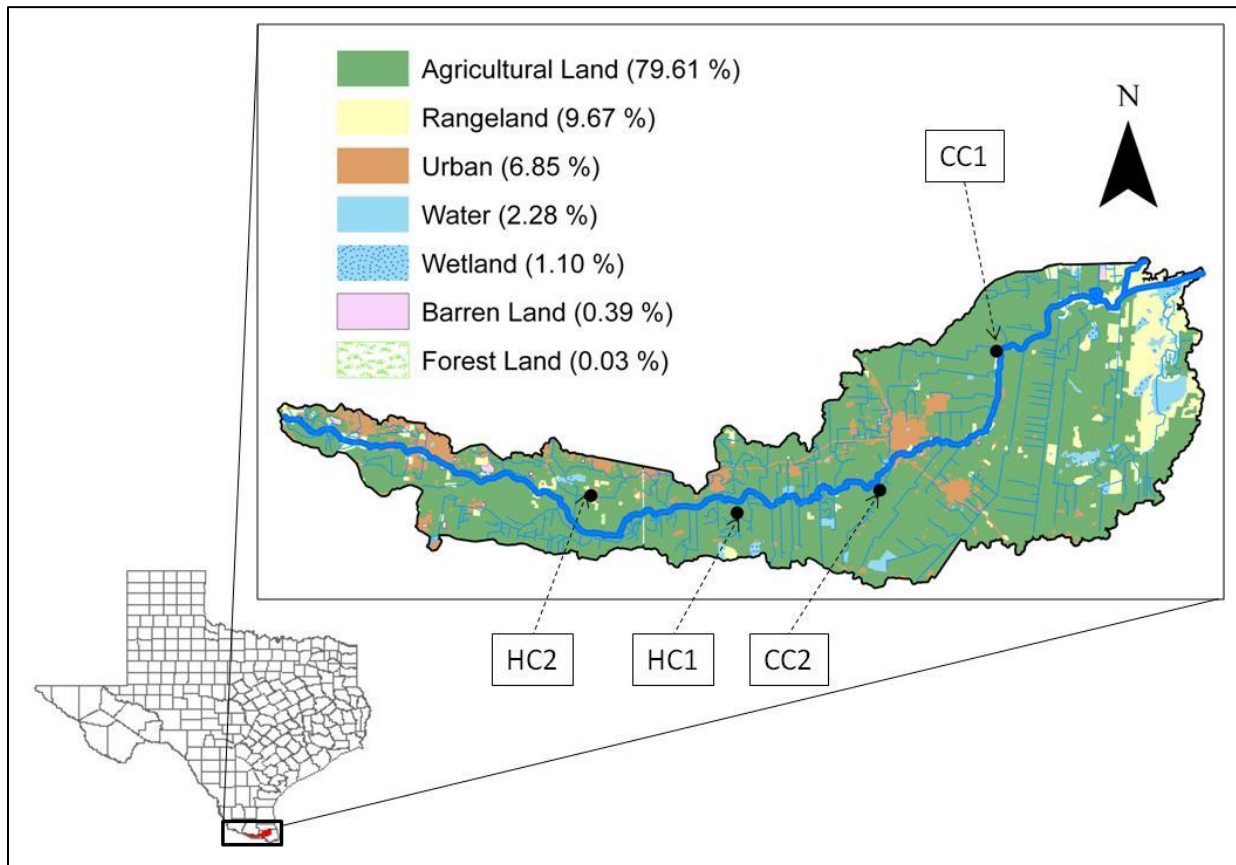 Agricultural Land (79.61 %)
Rangeland (9.67 %)
Urban (6.85 %)
Water (2.28 %)
Wetland (1.10 %)
Barren Land (0.39 %)
Forest Land (0.03 %)
N
CC1
HC2
HC1
CC2